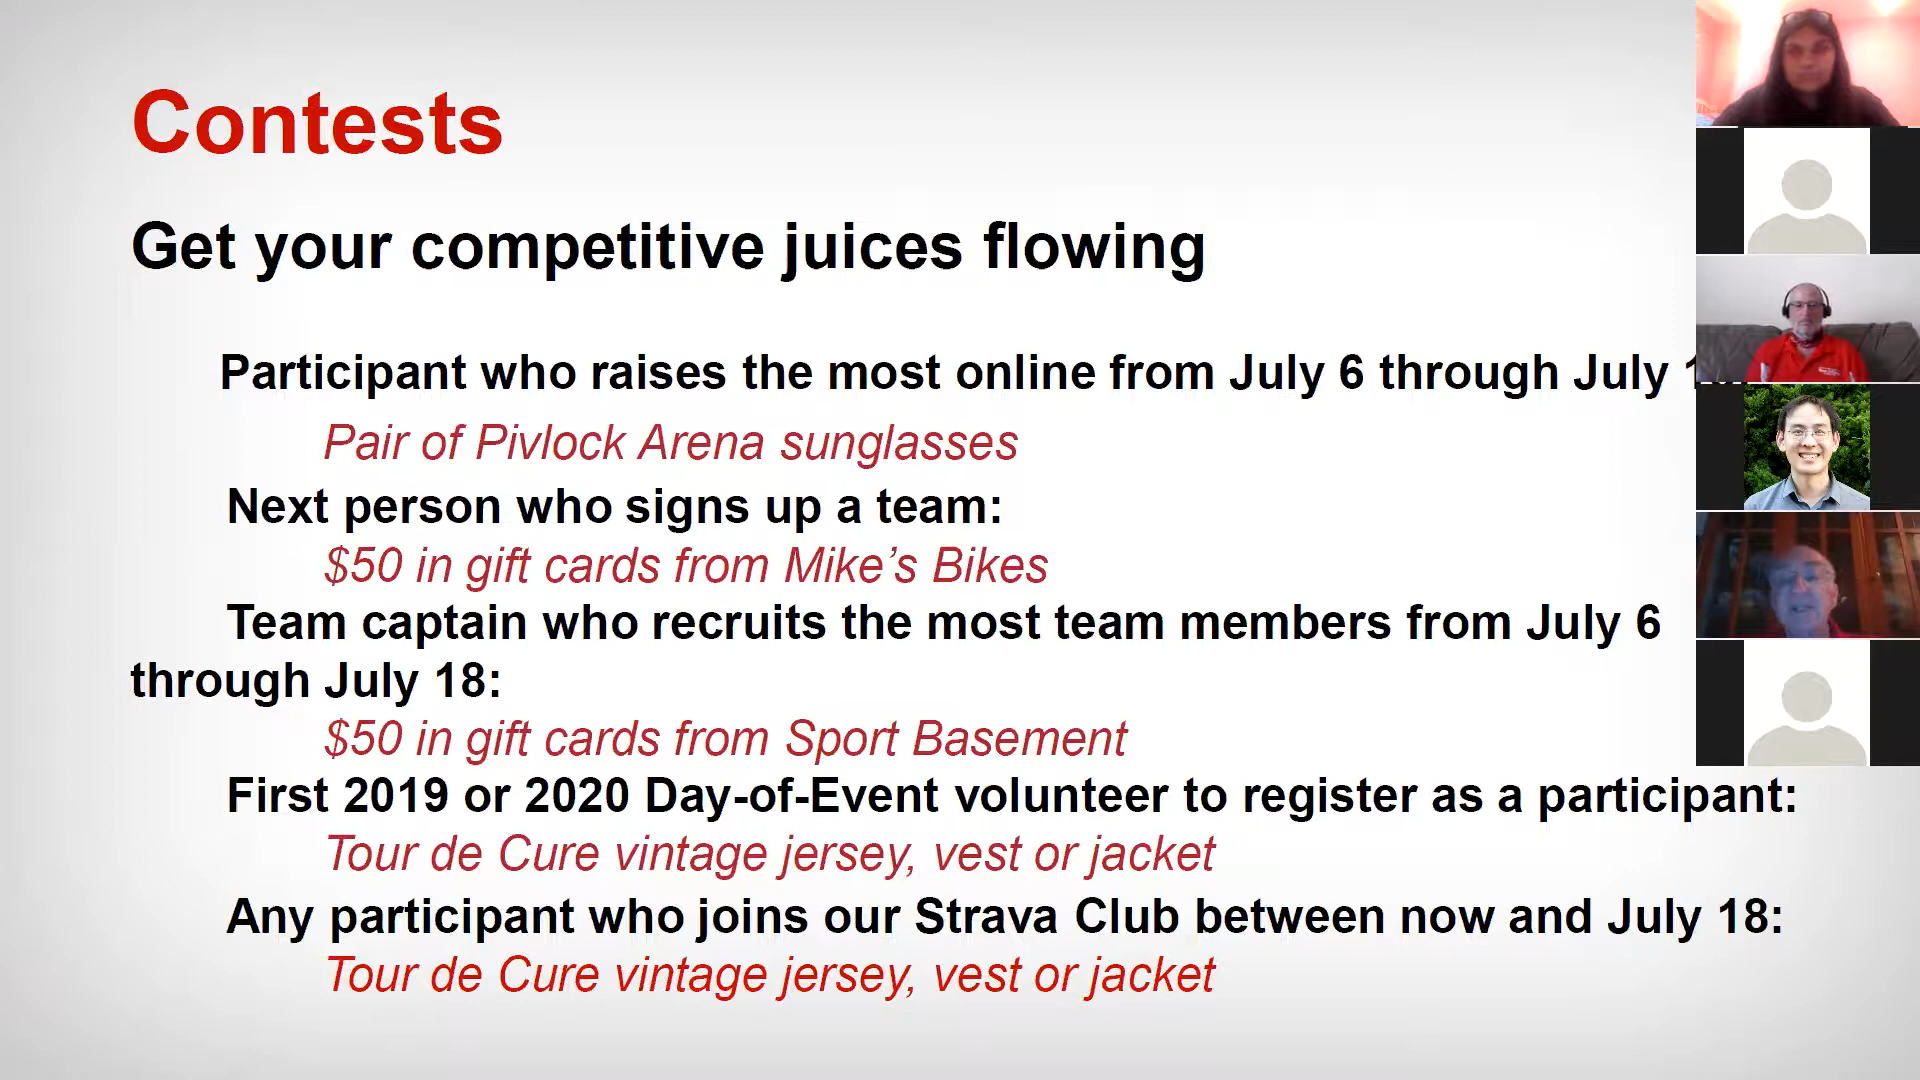 Contests
Get your competitive juices flowing
Participant who raises the most online from July 6 through July
Pair of Pivlock Arena sunglasses
Next person who signs up a team:
$50 in gift cards from Mike’s Bikes
Team captain who recruits the most team members from July 6
through July 18:
$50 in gift cards from Sport Basement
First 2019 or 2020 Day-of-Event volunteer to register as a participant:
Tour de Cure vintage jersey, vest or jacket
Any participant who joins our Strava Club between now and July 18:
Tour de Cure vintage jersey, vest or jacket